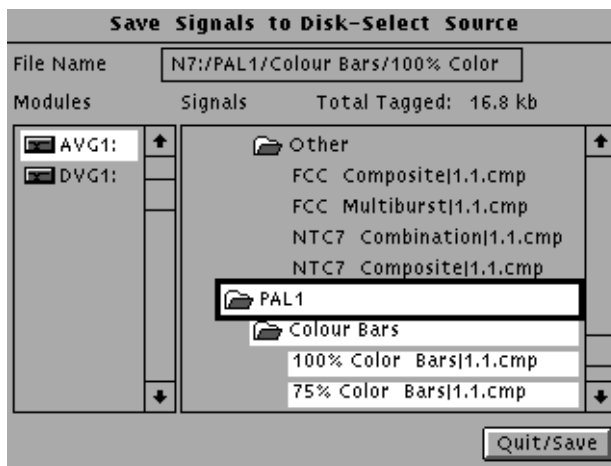 Save Signals to Disk-Select Source
File Name N7:/PAL1/Colour Bars/100% Color
Modules Signals Total Tagged: 16.8 kb
AVG1:
DVG1:
Other
FCC Composite|1.1.cmp
FCC Multiburst|1.1.cmp
NTC7 Combination|1.1.cmp
NTC7 Composite|1.1.cmp
PAL1
Colour Bars
100% Color Bars|1.1.cmp
75% Color Bars|1.1.cmp
Quit/Save